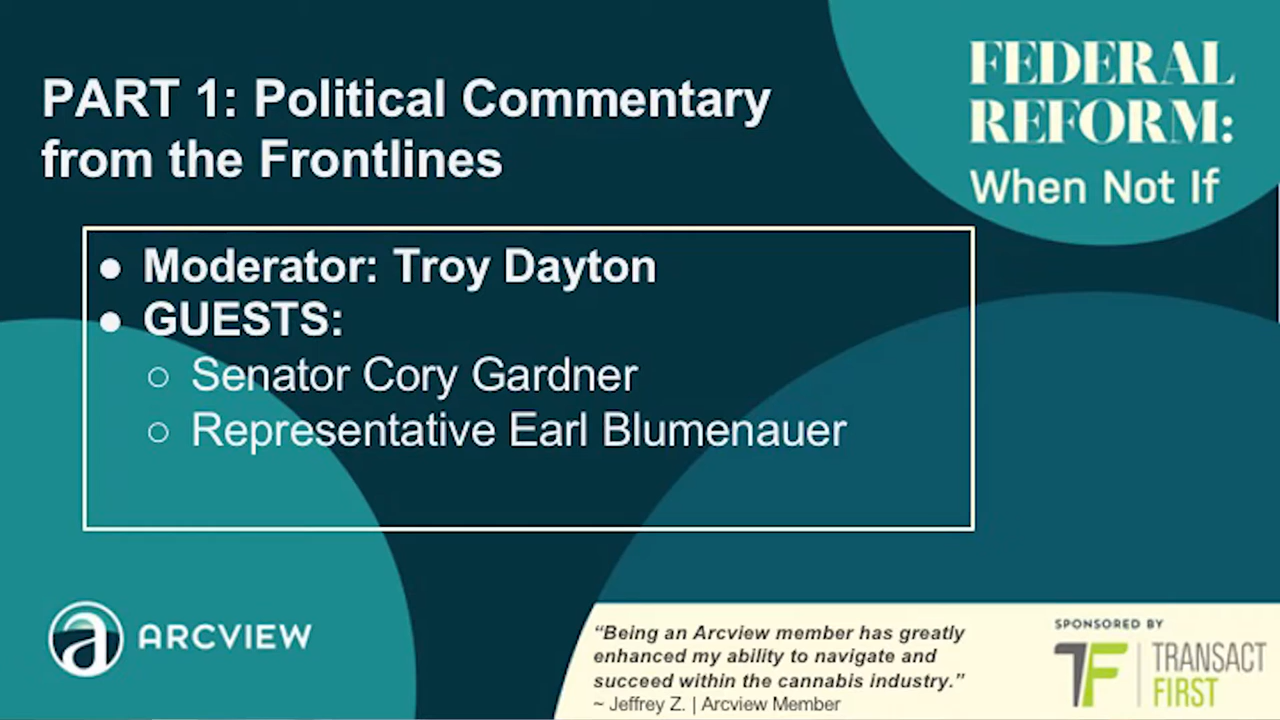 PART 1: Political Commentary
from the Frontlines
FEDERAL
REFORM:
When Not If
● Moderator: Troy Dayton
● GUESTS:
○ Senator Cory Gardner
○ Representative Earl Blumenauer
a ARCVIEW
“Being an Arcview member has greatly
enhanced my ability to navigate and
succeed within the cannabis industry.”
~ Jeffrey Z. | Arcview Member
SPONSORED BY
TF TRANSACT
FIRST